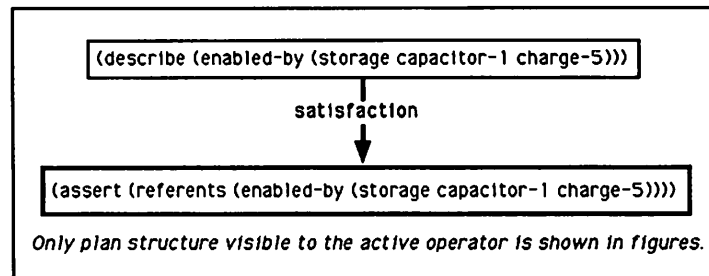 (describe (enabled-by (storage capacitor-1 charge-5)))
satisfaction
(assert (referents (enabled-by (storage capacitor-1 charge-5))))
Only plan structure visible to the active operator is shown in figures.